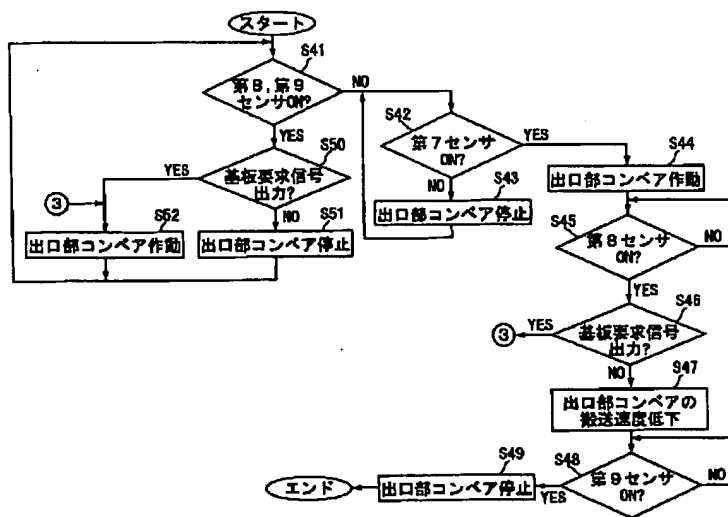 スタート
S41
第8,第9
センサON?
NO
YES
S42
第7センサ
ON?
YES
NO
S43
出口部コンベア停止
S44
出口部コンベア作動
S50
基板要求信号
出力?
YES
NO
③
S52
出口部コンベア作動
S51
出口部コンベア停止
S45
第8センサ
ON?
NO
YES
S46
基板要求信号
出力?
YES
③
NO
S47
出口部コンベアの
搬送速度低下
S48
第9センサ
ON?
NO
YES
S49
出口部コンベア停止
エンド